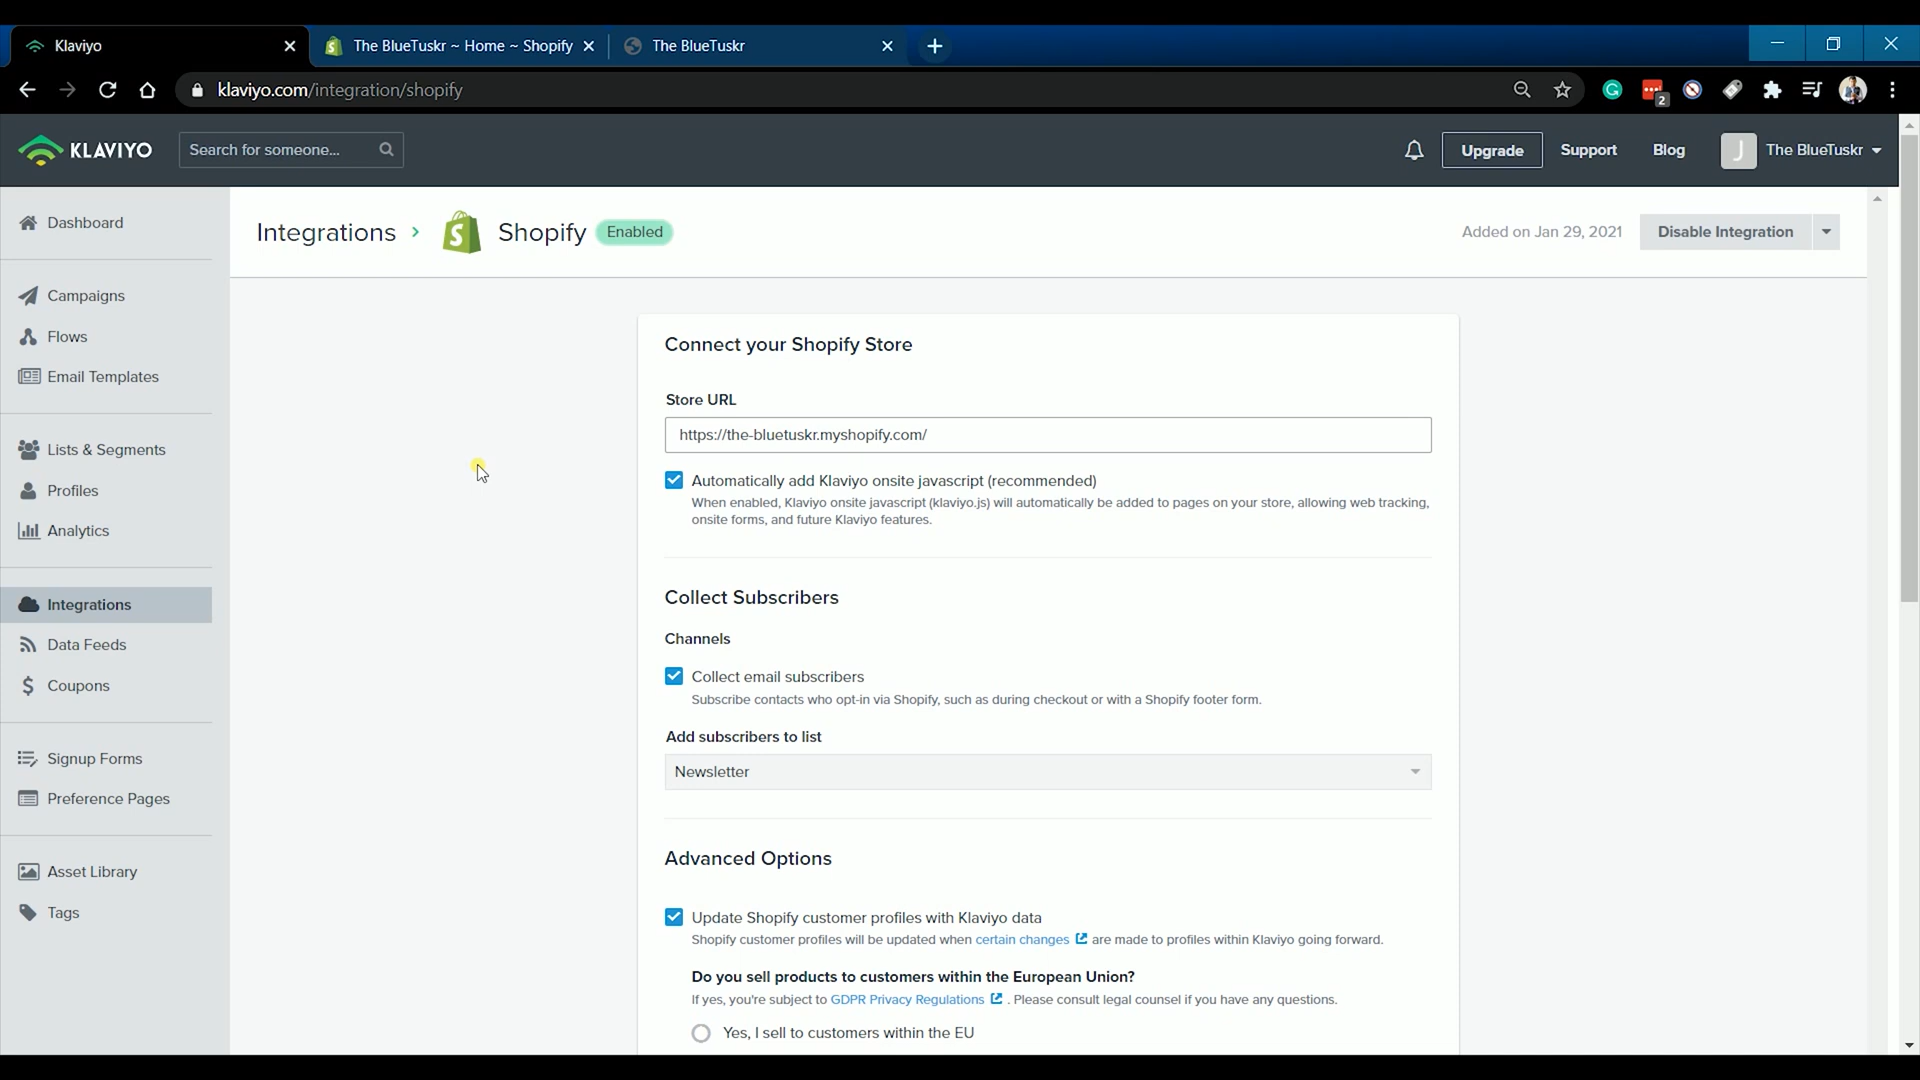 Klaviyo
The BlueTuskr ~ Home ~ Shopify
The BlueTuskr
klaviyo.com/integration/shopify
2
KLAVIYO
Search for someone...
Upgrade
Support
Blog
J
The BlueTuskr
Dashboard
Campaigns
Flows
Email Templates
Lists & Segments
Profiles
Analytics
Integrations
Data Feeds
Coupons
Signup Forms
Preference Pages
Asset Library
Tags
Integrations > Shopify Enabled
Added on Jan 29, 2021
Disable Integration
Connect your Shopify Store
Store URL
https://the-bluetuskr.myshopify.com/
Automatically add Klaviyo onsite javascript (recommended)
When enabled, Klaviyo onsite javascript (klaviyo.js) will automatically be added to pages on your store, allowing web tracking,
onsite forms, and future Klaviyo features.
Collect Subscribers
Channels
Collect email subscribers
Subscribe contacts who opt-in via Shopify, such as during checkout or with a Shopify footer form.
Add subscribers to list
Newsletter
Advanced Options
Update Shopify customer profiles with Klaviyo data
Shopify customer profiles will be updated when certain changes are made to profiles within Klaviyo going forward.
Do you sell products to customers within the European Union?
If yes, you're subject to GDPR Privacy Regulations . Please consult legal counsel if you have any questions.
Yes, I sell to customers within the EU